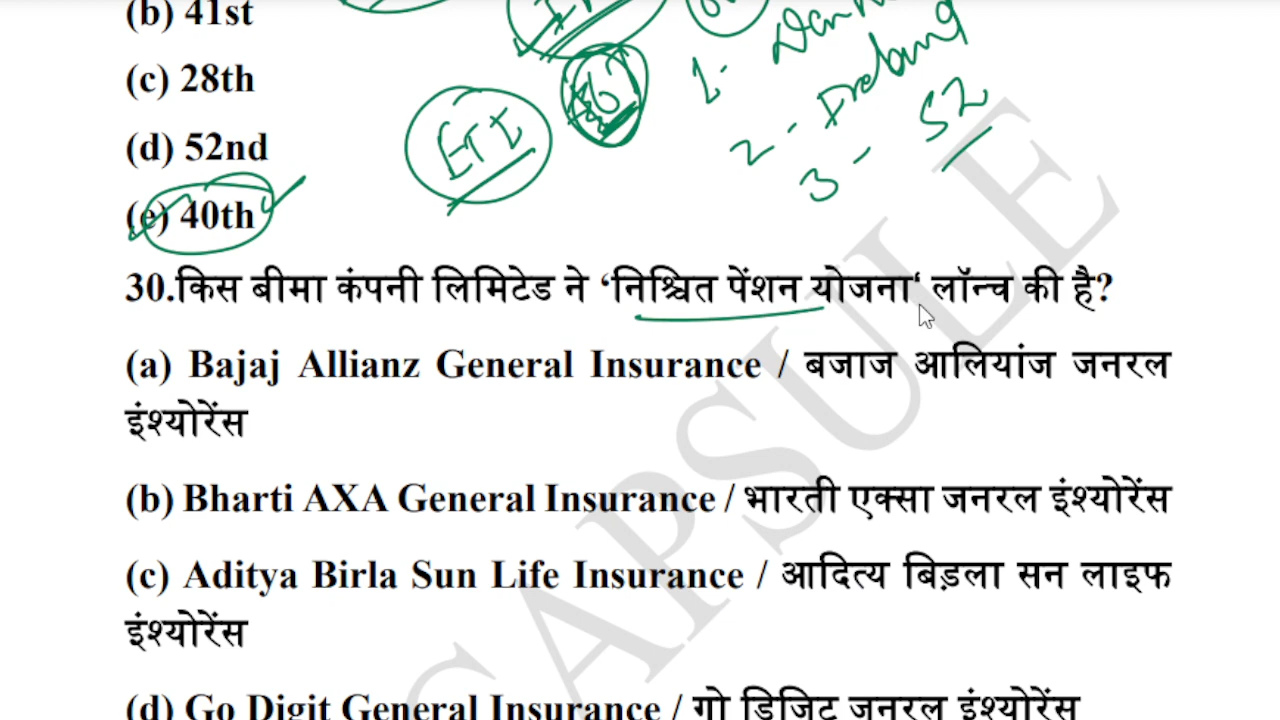 (b) 41st
(c) 28th
(d) 52nd
(e) 40th
ETI
1-
2 -
3 - 52
30.किस बीमा कंपनी लिमिटेड ने ‘निश्चित पेंशन योजना‘ लॉन्च की है?
(a) Bajaj Allianz General Insurance / बजाज आलियांज जनरल
इंश्योरेंस
(b) Bharti AXA General Insurance / भारती एक्सा जनरल इंश्योरेंस
(c) Aditya Birla Sun Life Insurance / आदित्य बिड़ला सन लाइफ
इंश्योरेंस
(d) Go Digit General Insurance / गो डिजिट जनरल इंश्योरेंस
CAPSULE